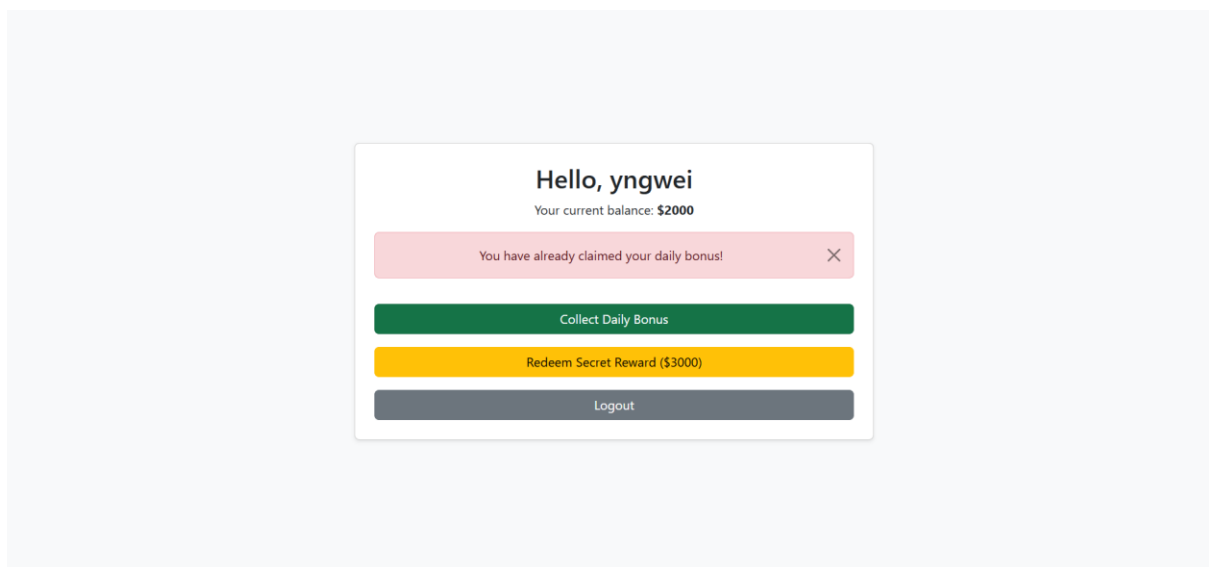 Hello, yngwei
Your current balance: $2000
You have already claimed your daily bonus!
Collect Daily Bonus
Redeem Secret Reward ($3000)
Logout